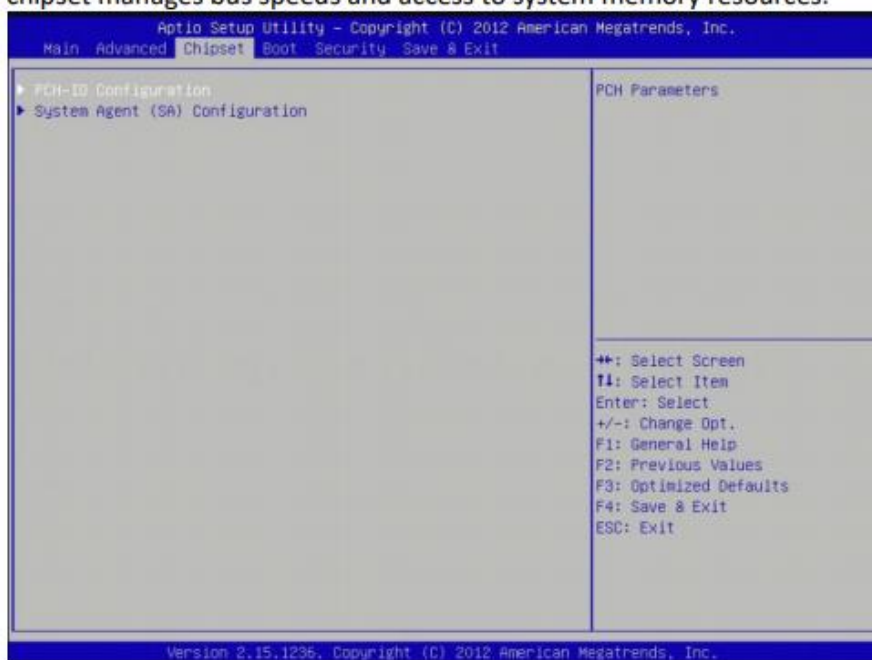 chipset manages bus speeds and access to system memory resources.
Aptio Setup Utility – Copyright (C) 2012 American Megatrends, Inc.
Main Advanced Chipset Boot Security Save & Exit
▶ PCH-IO Configuration
▶ System Agent (SA) Configuration
PCH Parameters
→←: Select Screen
↑↓: Select Item
Enter: Select
+/-: Change Opt.
F1: General Help
F2: Previous Values
F3: Optimized Defaults
F4: Save & Exit
ESC: Exit
Version 2.15.1236. Copyright (C) 2012 American Megatrends, Inc.